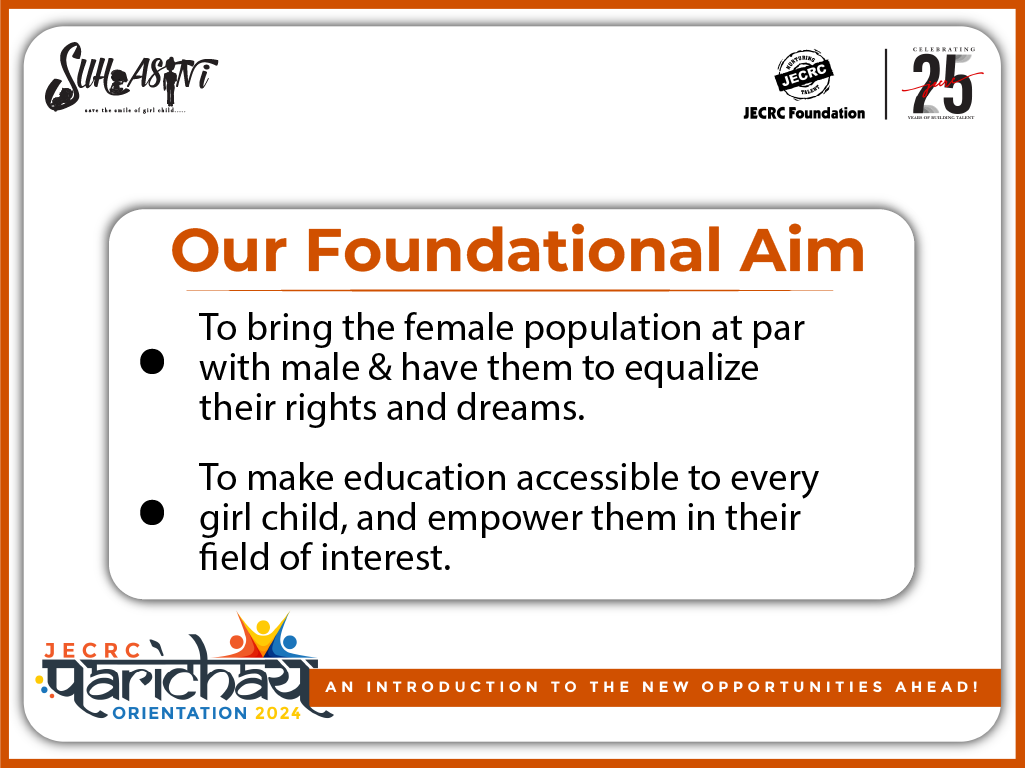 SUHASINI
save the smile of girl child.....
NURTURING
JECRC
TALENT
JECRC Foundation
CELEBRATING
25
years
YEARS OF BUILDING TALENT
Our Foundational Aim
• To bring the female population at par
with male & have them to equalize
their rights and dreams.
• To make education accessible to every
girl child, and empower them in their
field of interest.
JECRC
parichay
ORIENTATION 2024
AN INTRODUCTION TO THE NEW OPPORTUNITIES AHEAD!